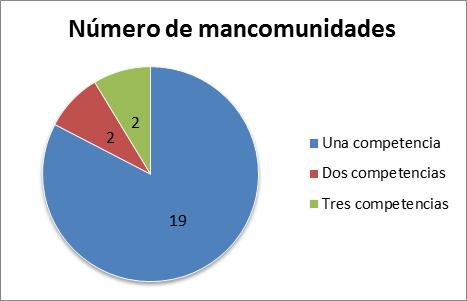 Número de mancomunidades
2
2
19
Una competencia
Dos competencias
Tres competencias